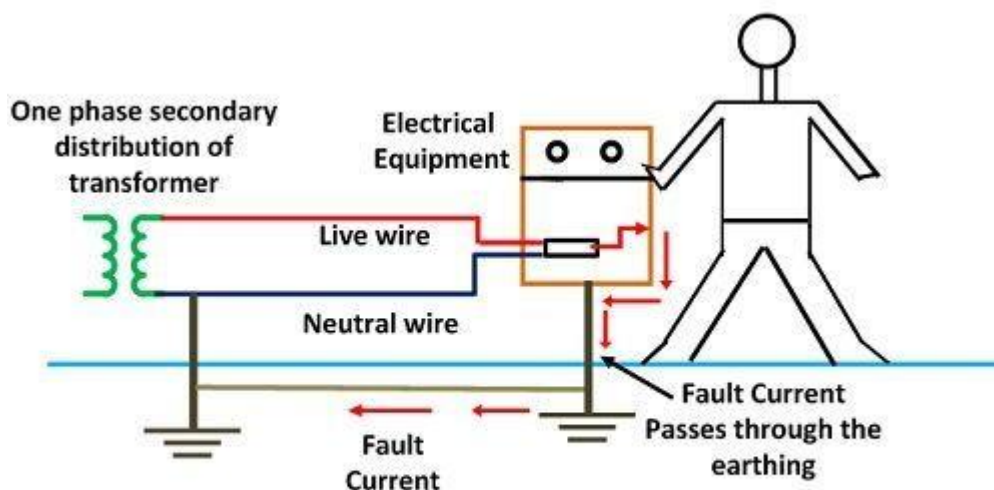 One phase secondary
distribution of
transformer
Electrical
Equipment
Live wire
Neutral wire
Fault Current
Passes through the
earthing
Fault
Current